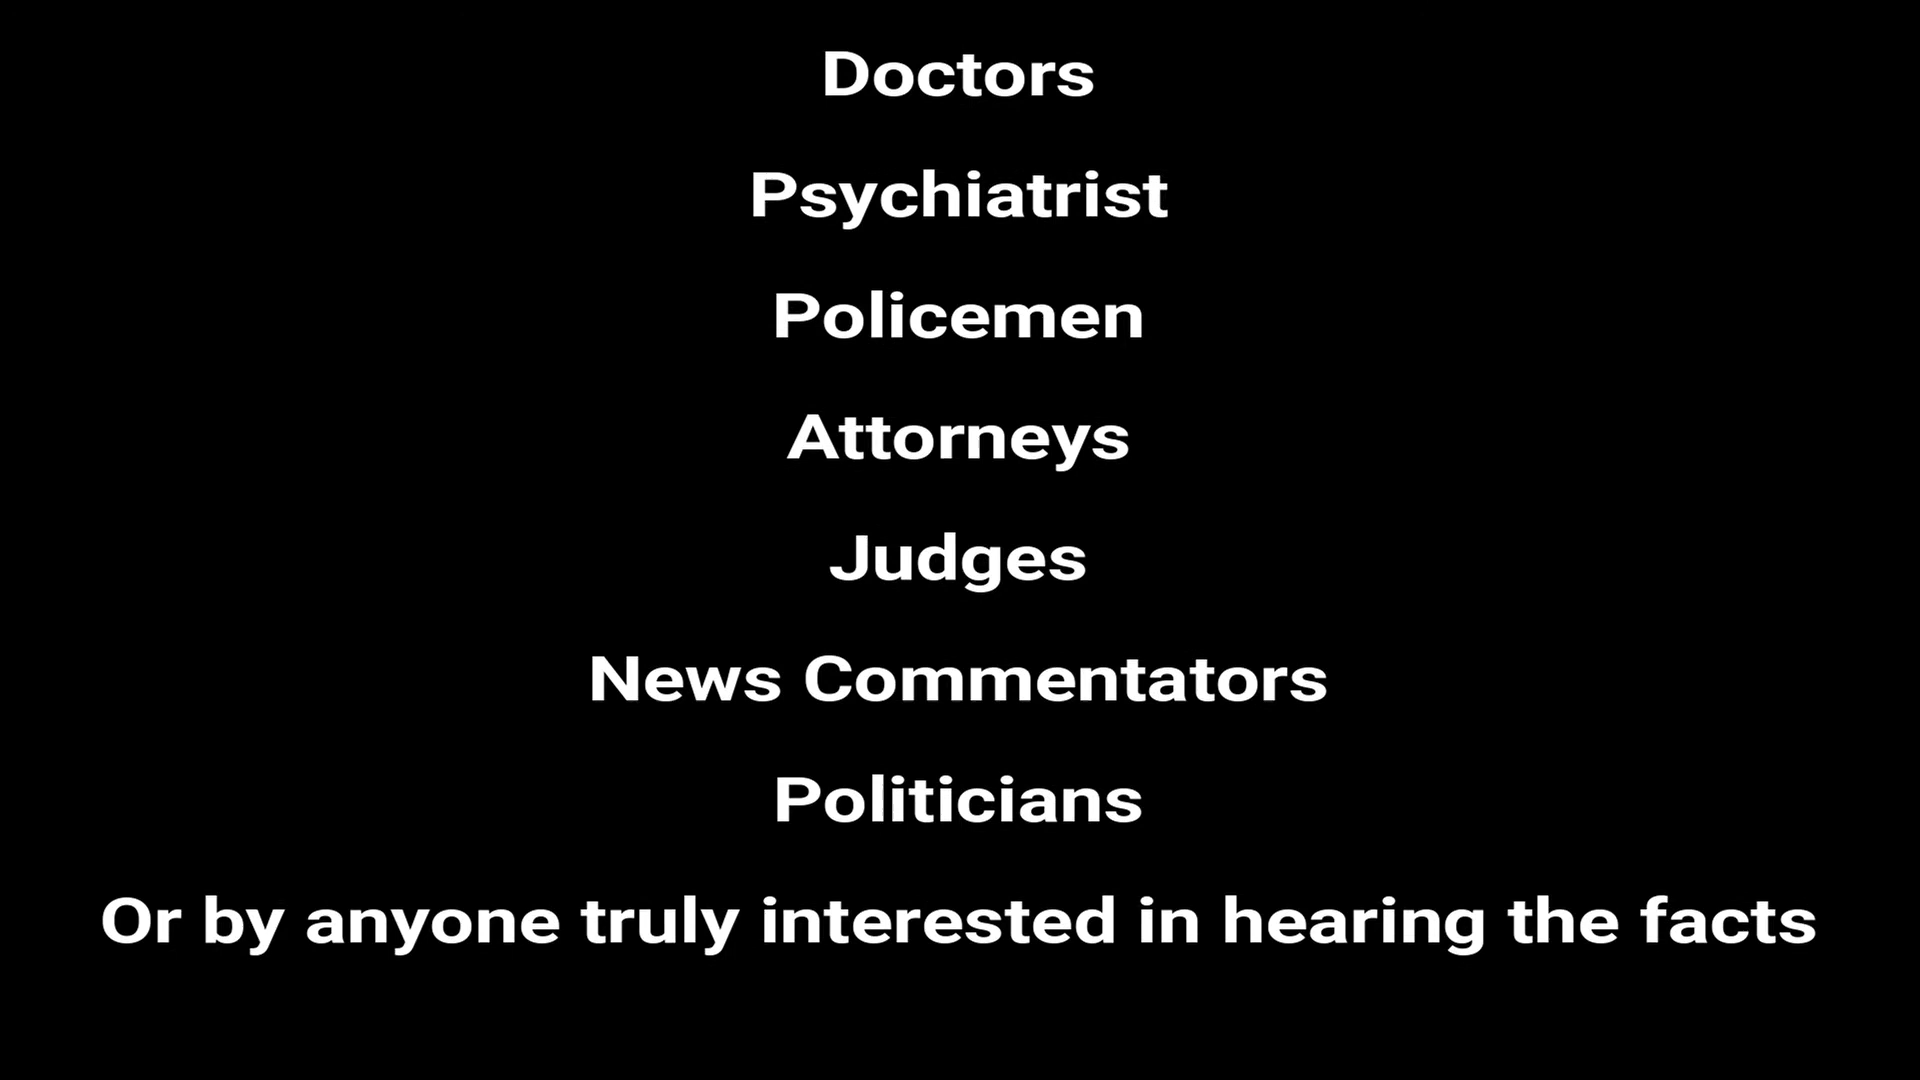 Doctors
Psychiatrist
Policemen
Attorneys
Judges
News Commentators
Politicians
Or by anyone truly interested in hearing the facts